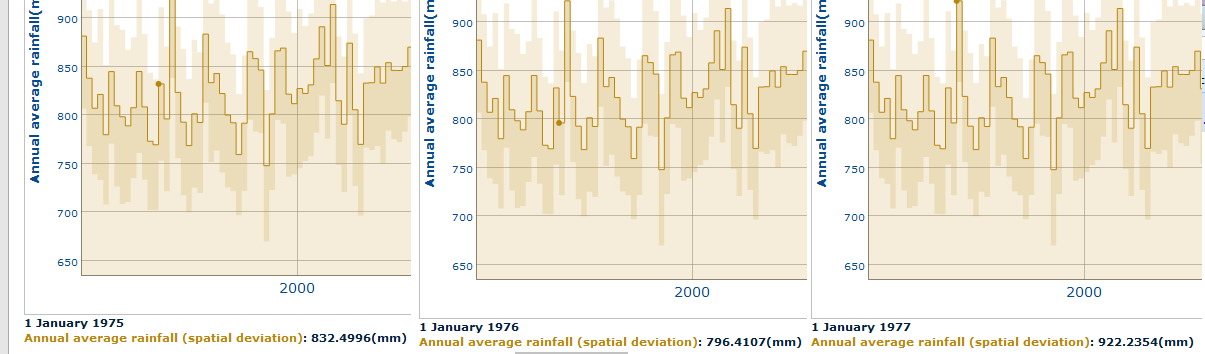 Annual average rainfall(m
900
850
800
750
700
650
2000
1 January 1975
Annual average rainfall (spatial deviation): 832.4996(mm)
Annual average rainfall(m
900
850
800
750
700
650
2000
1 January 1976
Annual average rainfall (spatial deviation): 796.4107(mm)
Annual average rainfall(m
900
850
800
750
700
650
2000
1 January 1977
Annual average rainfall (spatial deviation): 922.2354(mm)